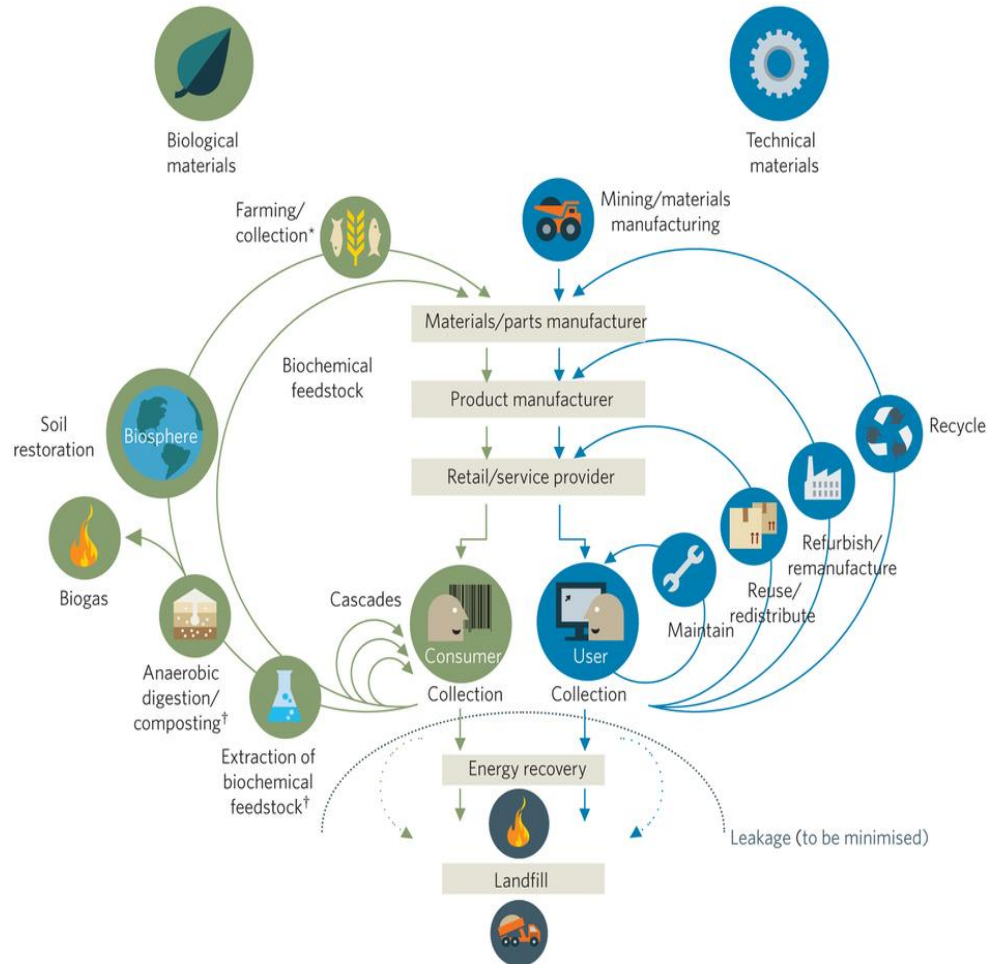 Biological
materials
Technical
materials
Farming/
collection*
Mining/materials
manufacturing
Materials/parts manufacturer
Biochemical
feedstock
Product manufacturer
Soil
restoration
Biosphere
Recycle
Retail/service provider
Biogas
Refurbish/
remanufacture
Reuse/
redistribute
Cascades
Maintain
Consumer
User
Collection
Collection
Anaerobic
digestion/
composting†
Extraction of
biochemical
feedstock†
Energy recovery
Leakage (to be minimised)
Landfill